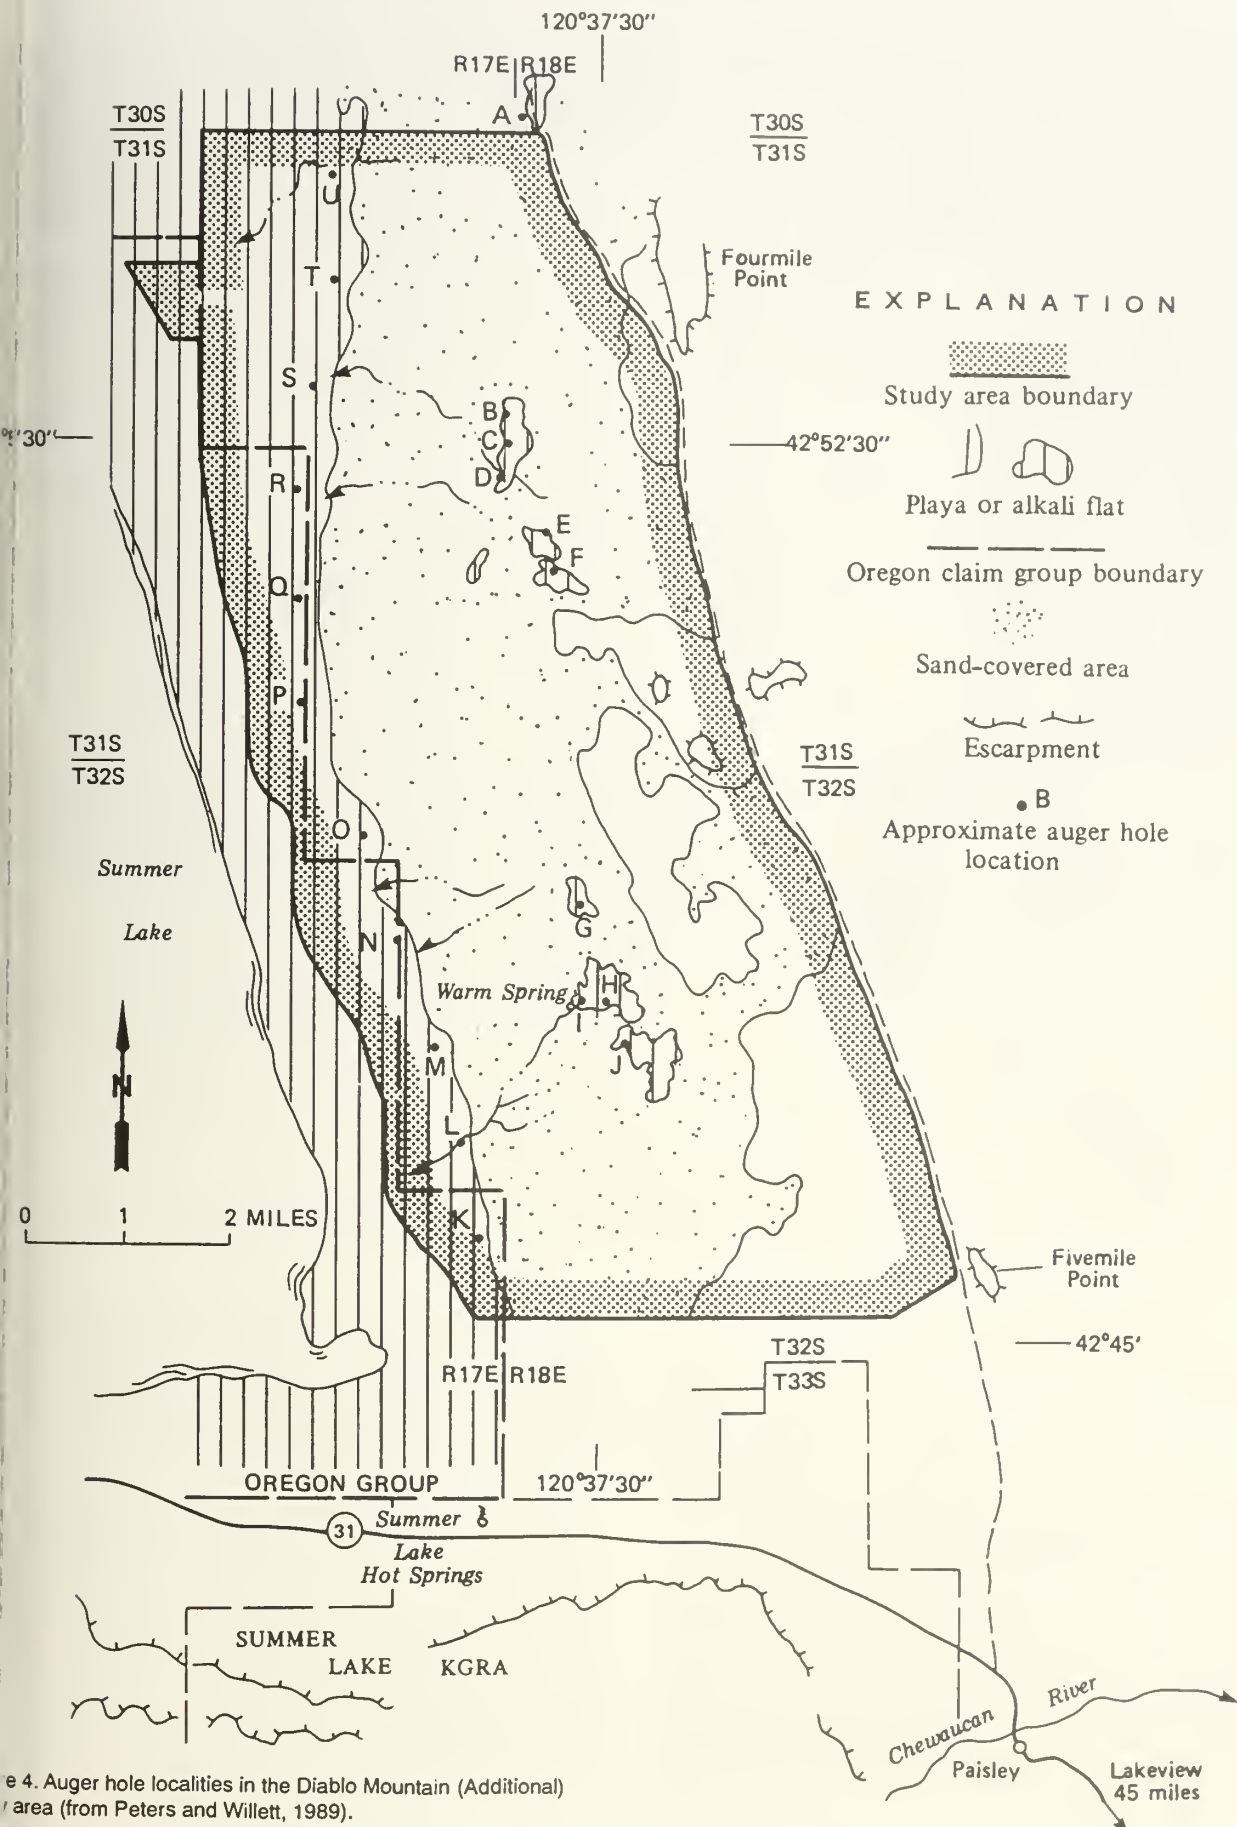 120°37'30"
R17E R18E
A
T30S
T31S
T30S
T31S
U
T
Fourmile
Point
EXPLANATION
Study area boundary
S
B
C
D
'30"
42°52'30"
Playa or alkali flat
R
E
F
Oregon claim group boundary
Q
Sand-covered area
P
Escarpment
T31S
T32S
T31S
T32S
B
Approximate auger hole
location
O
Summer
Lake
G
N
Warm Spring
H
I
J
M
N
L
0 1 2 MILES
K
Fivemile
Point
42°45'
T32S
T33S
R17E R18E
OREGON GROUP
120°37'30"
31
Summer
Lake
Hot Springs
SUMMER
LAKE KGRA
Chewaucan River
Paisley
Lakeview
45 miles
e 4. Auger hole localities in the Diablo Mountain (Additional)
area (from Peters and Willett, 1989).